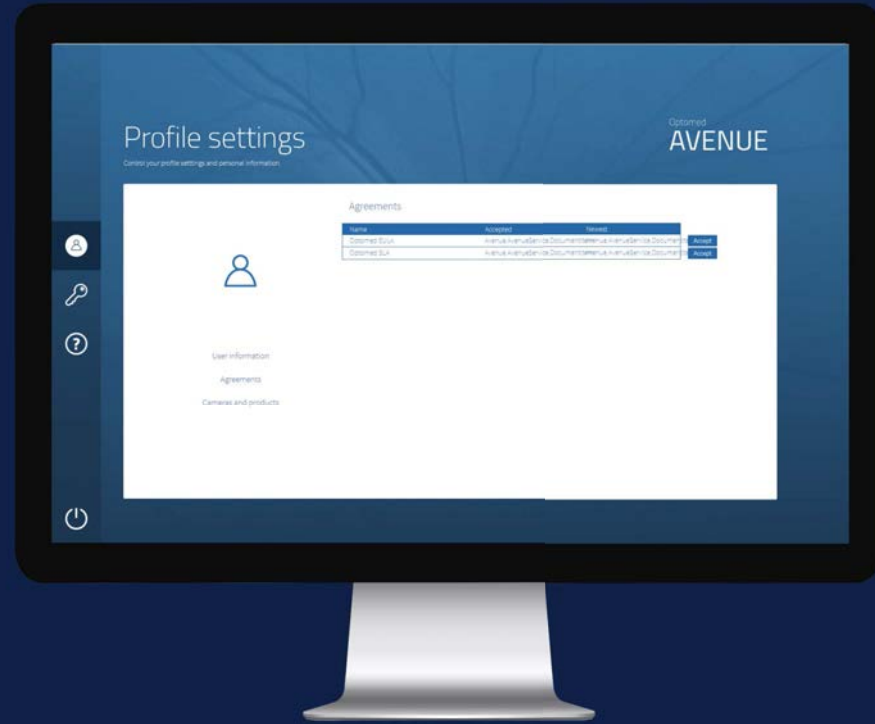 Profile settings
Control your profile settings and personal information.
Optomed
AVENUE
Agreements
Name Accepted Newest
Optomed EULA Accept
Optomed SLA Accept
User information
Agreements
Cameras and products